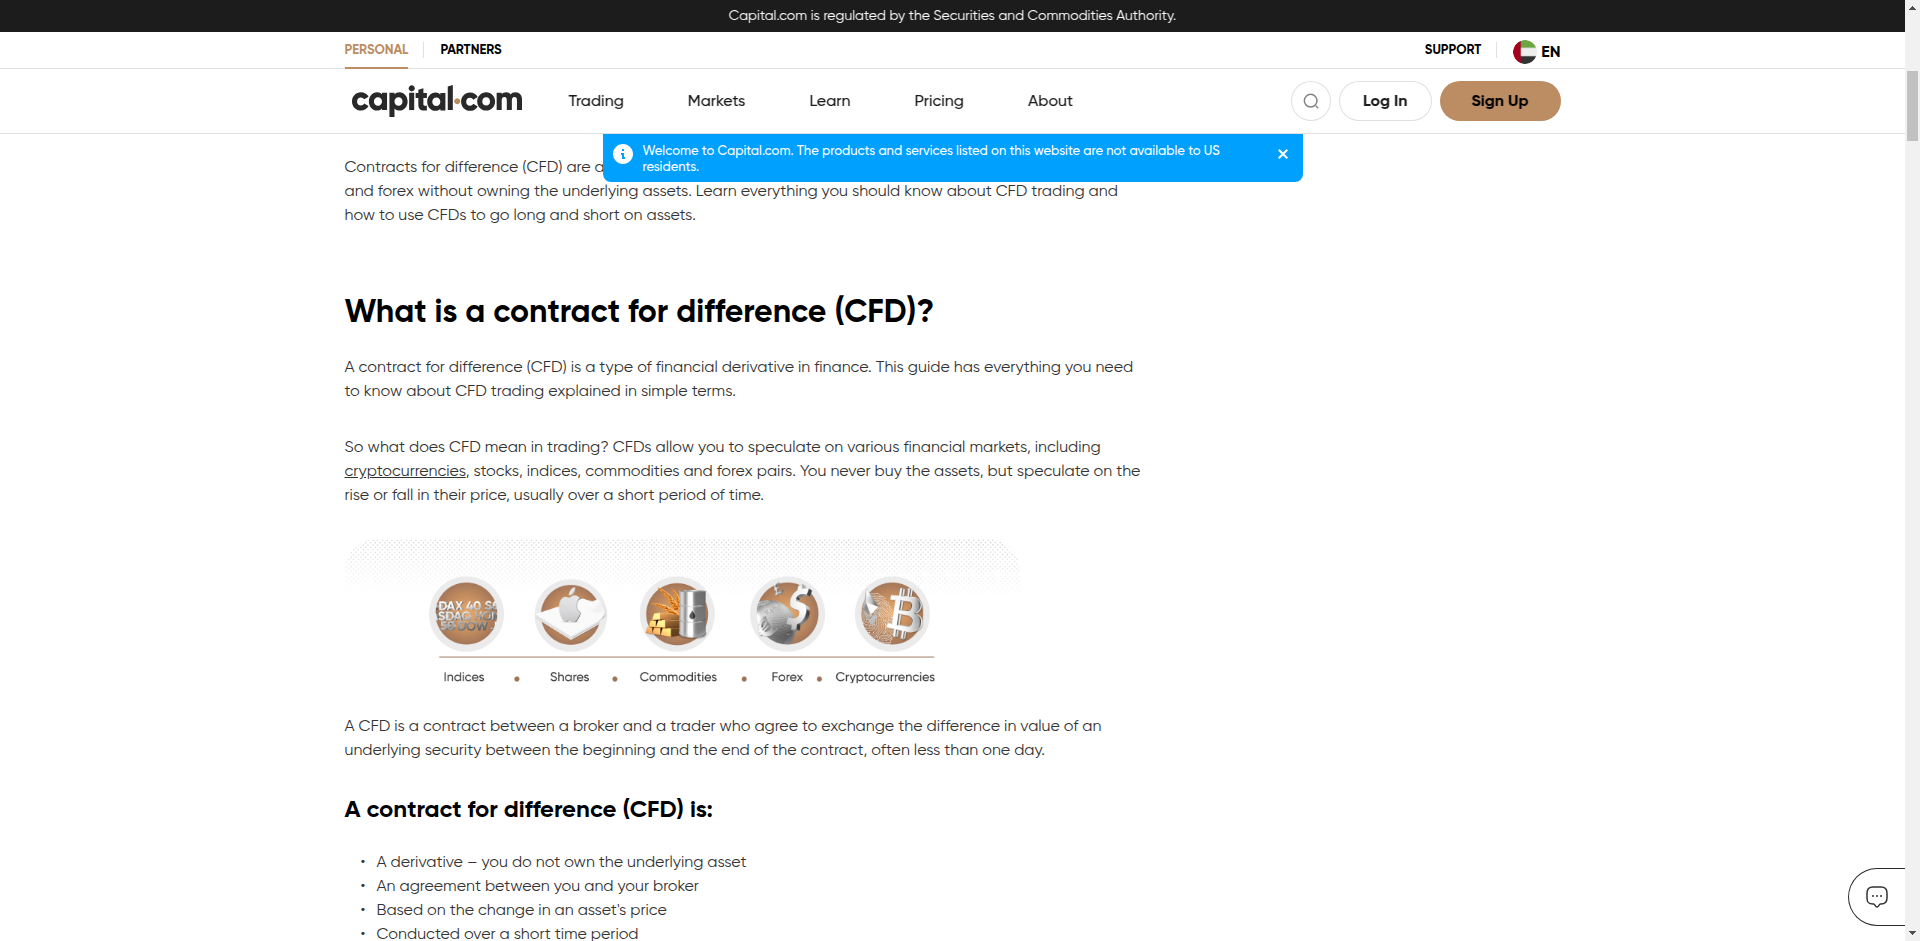 Capital.com is regulated by the Securities and Commodities Authority.
PERSONAL
PARTNERS
SUPPORT
EN
capital.com
Trading
Markets
Learn
Pricing
About
Log In
Sign Up
Welcome to Capital.com. The products and services listed on this website are not available to US
residents.
Contracts for difference (CFD) are a
and forex without owning the underlying assets. Learn everything you should know about CFD trading and
how to use CFDs to go long and short on assets.
What is a contract for difference (CFD)?
A contract for difference (CFD) is a type of financial derivative in finance. This guide has everything you need
to know about CFD trading explained in simple terms.
So what does CFD mean in trading? CFDs allow you to speculate on various financial markets, including
cryptocurrencies, stocks, indices, commodities and forex pairs. You never buy the assets, but speculate on the
rise or fall in their price, usually over a short period of time.
DAX 40
Indices • Shares • Commodities • Forex • Cryptocurrencies
A CFD is a contract between a broker and a trader who agree to exchange the difference in value of an
underlying security between the beginning and the end of the contract, often less than one day.
A contract for difference (CFD) is:
• A derivative – you do not own the underlying asset
• An agreement between you and your broker
• Based on the change in an asset's price
• Conducted over a short time period